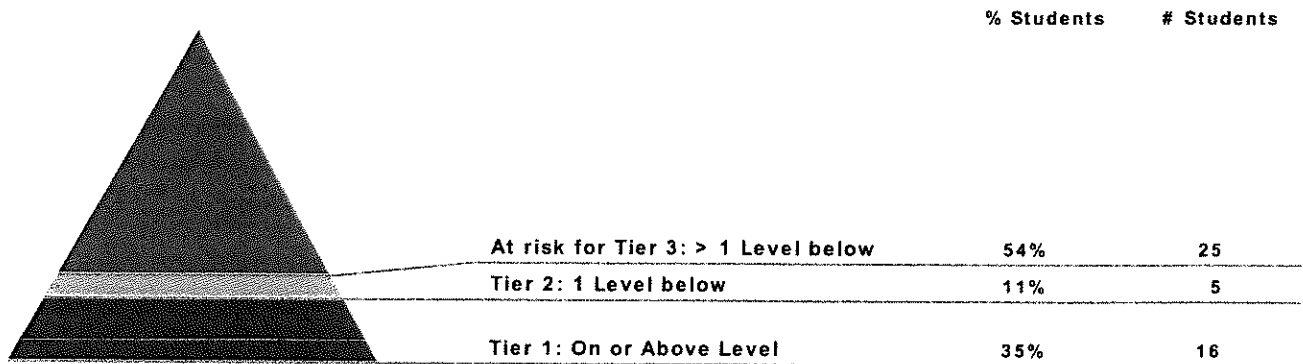 % Students # Students
At risk for Tier 3: > 1 Level below 54% 25
Tier 2: 1 Level below 11% 5
Tier 1: On or Above Level 35% 16